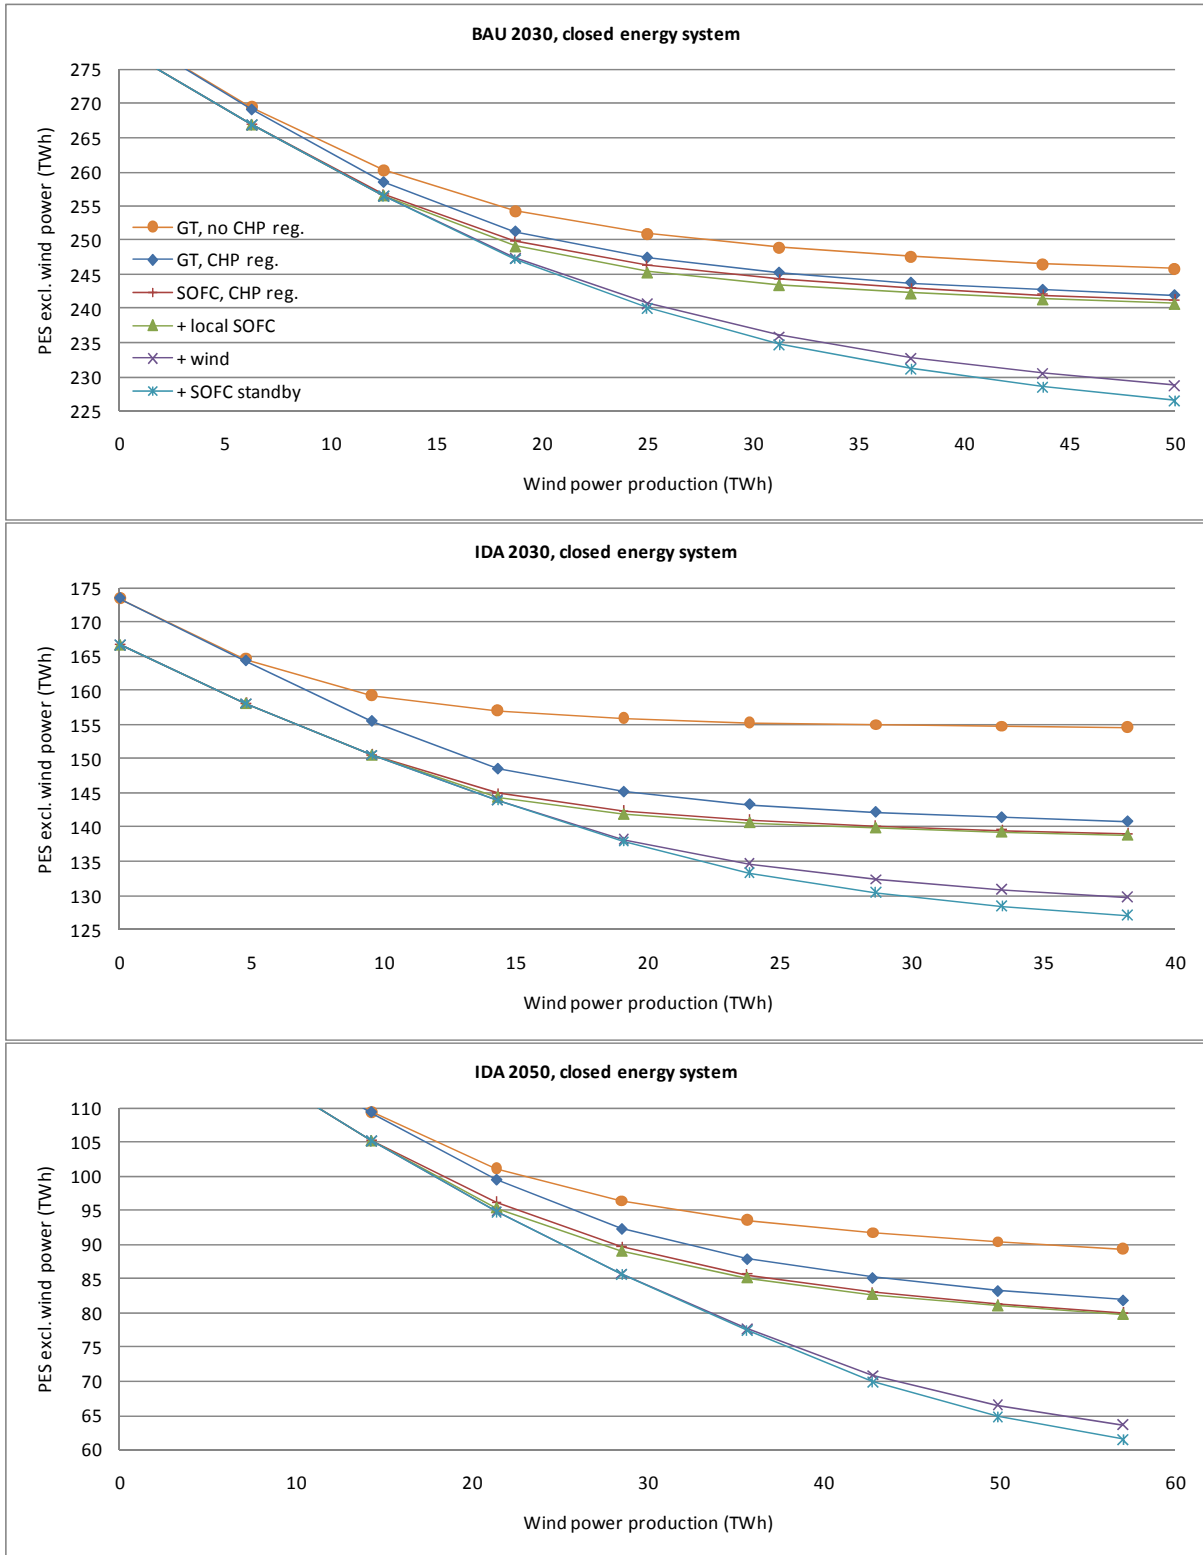 BAU 2030, closed energy system
PES excl. wind power (TWh)
275
270
265
260
255
250
245
240
235
230
225
GT, no CHP reg.
GT, CHP reg.
SOFC, CHP reg.
+ local SOFC
+ wind
+ SOFC standby
0 5 10 15 20 25 30 35 40 45 50
Wind power production (TWh)
IDA 2030, closed energy system
PES excl. wind power (TWh)
175
170
165
160
155
150
145
140
135
130
125
0 5 10 15 20 25 30 35 40
Wind power production (TWh)
IDA 2050, closed energy system
PES excl. wind power (TWh)
110
105
100
95
90
85
80
75
70
65
60
0 10 20 30 40 50 60
Wind power production (TWh)